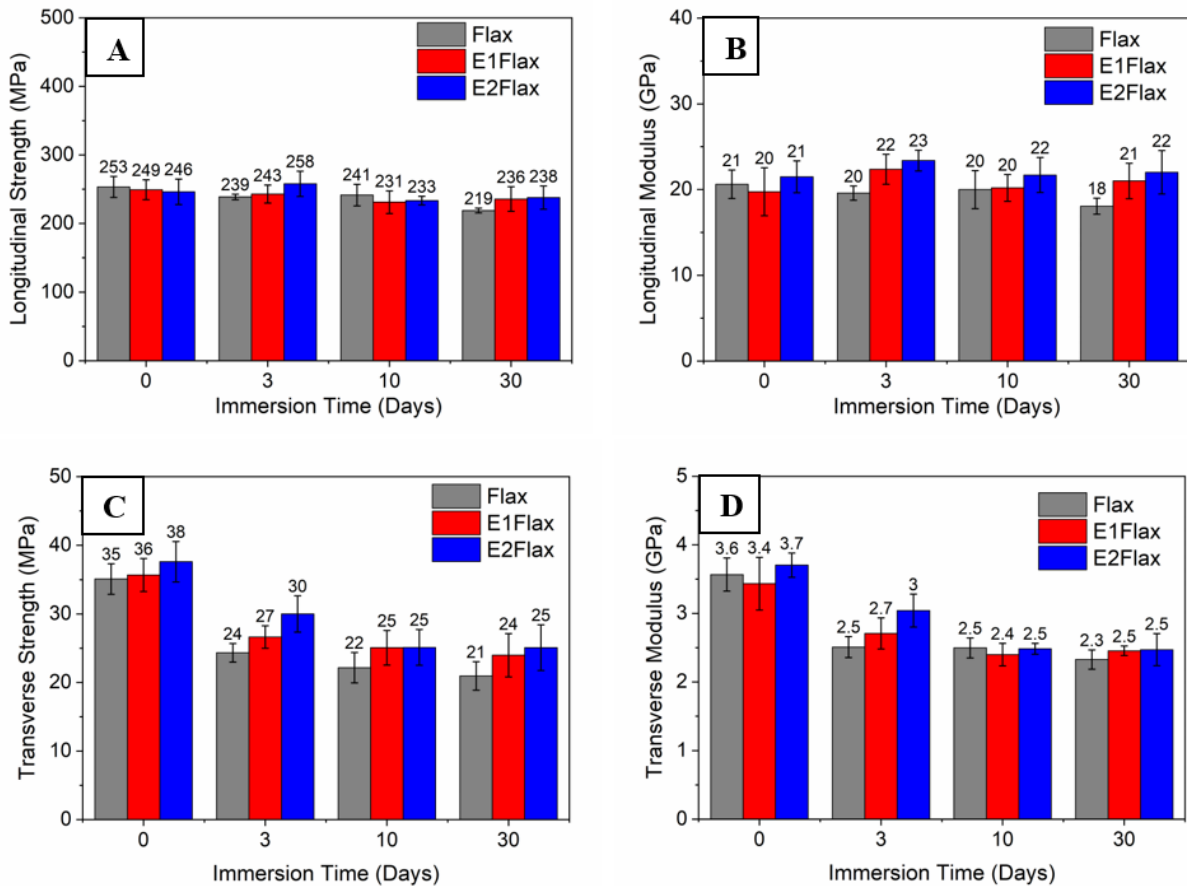 A
Flax
E1Flax
E2Flax
Longitudinal Strength (MPa)
500
400
300
200
100
0
253 249 246
239 243 258
241 231 233
219 236 238
0 3 10 30
Immersion Time (Days)
B
Flax
E1Flax
E2Flax
Longitudinal Modulus (GPa)
40
30
20
10
0
21 20 21
20 22 23
20 20 22
18 21 22
0 3 10 30
Immersion Time (Days)
C
Flax
E1Flax
E2Flax
Transverse Strength (MPa)
50
40
30
20
10
0
35 36 38
24 27 30
22 25 25
21 24 25
0 3 10 30
Immersion Time (Days)
D
Flax
E1Flax
E2Flax
Transverse Modulus (GPa)
5
4
3
2
1
0
3.6 3.4 3.7
2.5 2.7 3
2.5 2.4 2.5
2.3 2.5 2.5
0 3 10 30
Immersion Time (Days)